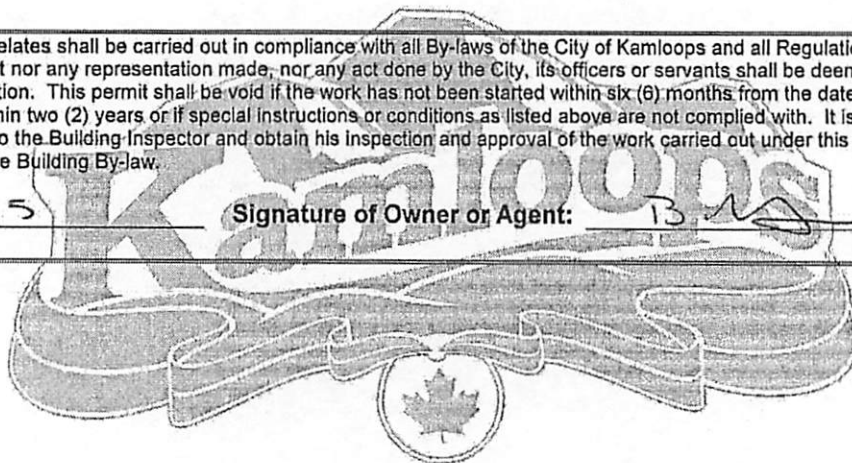 elates shall be carried out in compliance with all By-laws of the City of Kamloops and all Regulatio
t nor any representation made, nor any act done by the City, its officers or servants shall be deem
tion. This permit shall be void if the work has not been started within six (6) months from the date
hin two (2) years or if special instructions or conditions as listed above are not complied with. It is
o the Building Inspector and obtain his inspection and approval of the work carried out under this
e Building By-law.
5 Signature of Owner or Agent: B
Kamloops